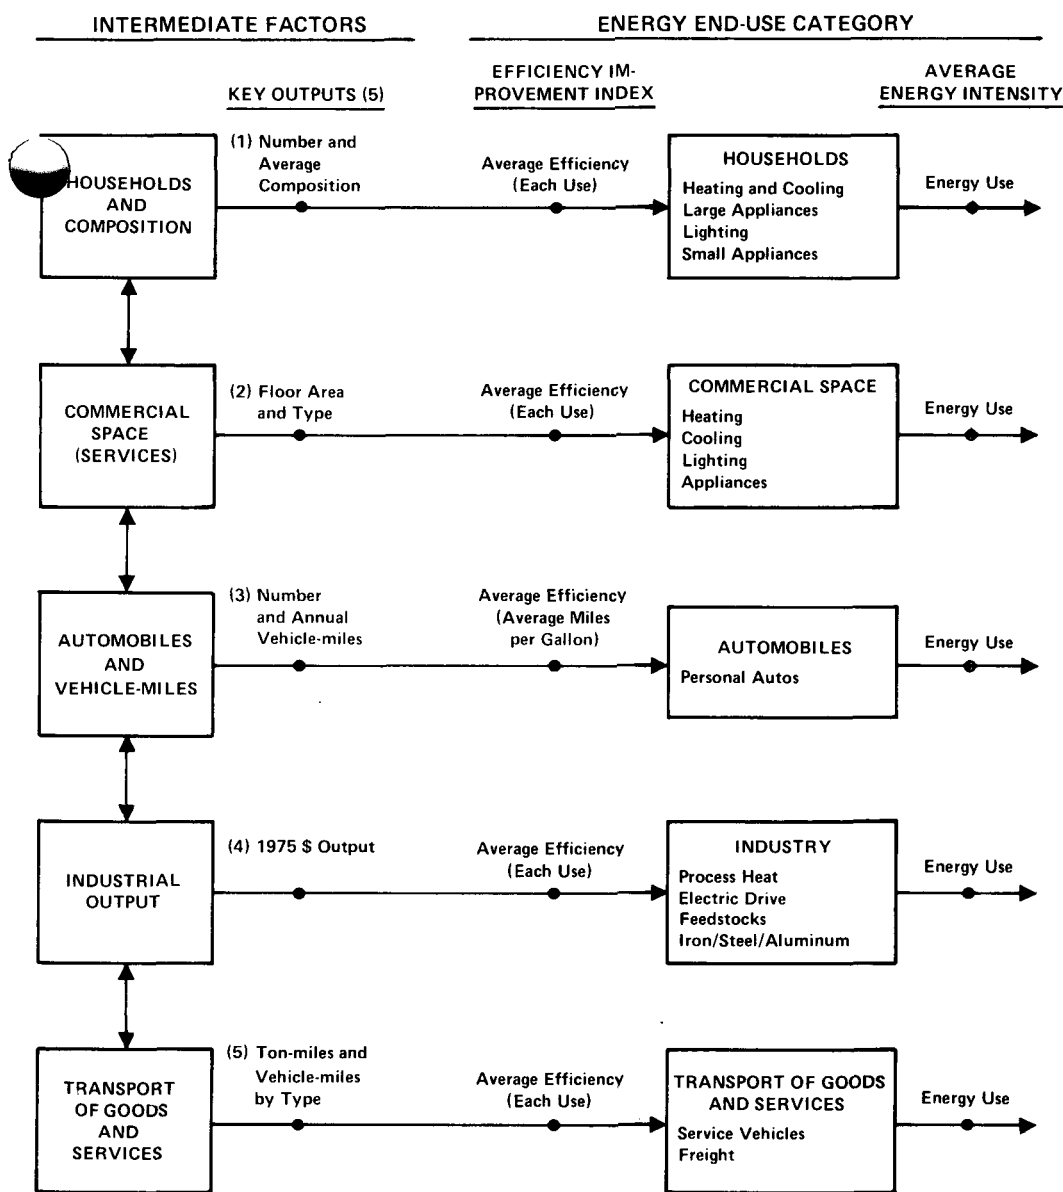 INTERMEDIATE FACTORS
ENERGY END-USE CATEGORY
KEY OUTPUTS (5)
EFFICIENCY IM-
PROVEMENT INDEX
AVERAGE
ENERGY INTENSITY
HOUSEHOLDS
AND
COMPOSITION
(1) Number and
Average
Composition
Average Efficiency
(Each Use)
HOUSEHOLDS
Heating and Cooling
Large Appliances
Lighting
Small Appliances
Energy Use
COMMERCIAL
SPACE
(SERVICES)
(2) Floor Area
and Type
Average Efficiency
(Each Use)
COMMERCIAL SPACE
Heating
Cooling
Lighting
Appliances
Energy Use
AUTOMOBILES
AND
VEHICLE-MILES
(3) Number
and Annual
Vehicle-miles
Average Efficiency
(Average Miles
per Gallon)
AUTOMOBILES
Personal Autos
Energy Use
INDUSTRIAL
OUTPUT
(4) 1975 $ Output
Average Efficiency
(Each Use)
INDUSTRY
Process Heat
Electric Drive
Feedstocks
Iron/Steel/Aluminum
Energy Use
TRANSPORT
OF GOODS
AND
SERVICES
(5) Ton-miles and
Vehicle-miles
by Type
Average Efficiency
(Each Use)
TRANSPORT OF GOODS
AND SERVICES
Service Vehicles
Freight
Energy Use